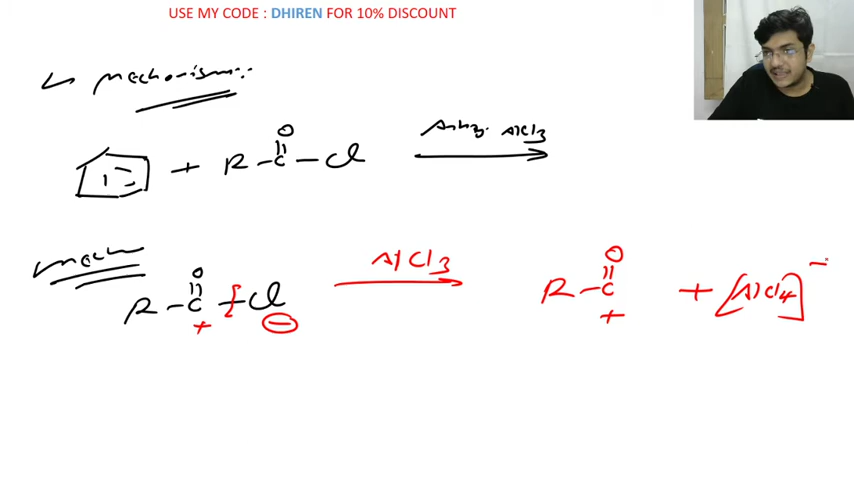 USE MY CODE : DHIREN FOR 10% DISCOUNT
↳ mechanism:
+ R - C - Cl Anhy. AlCl3
O
Mech
O
R - C - Cl AlCl3 R - C + [AlCl4]-
+ - O +